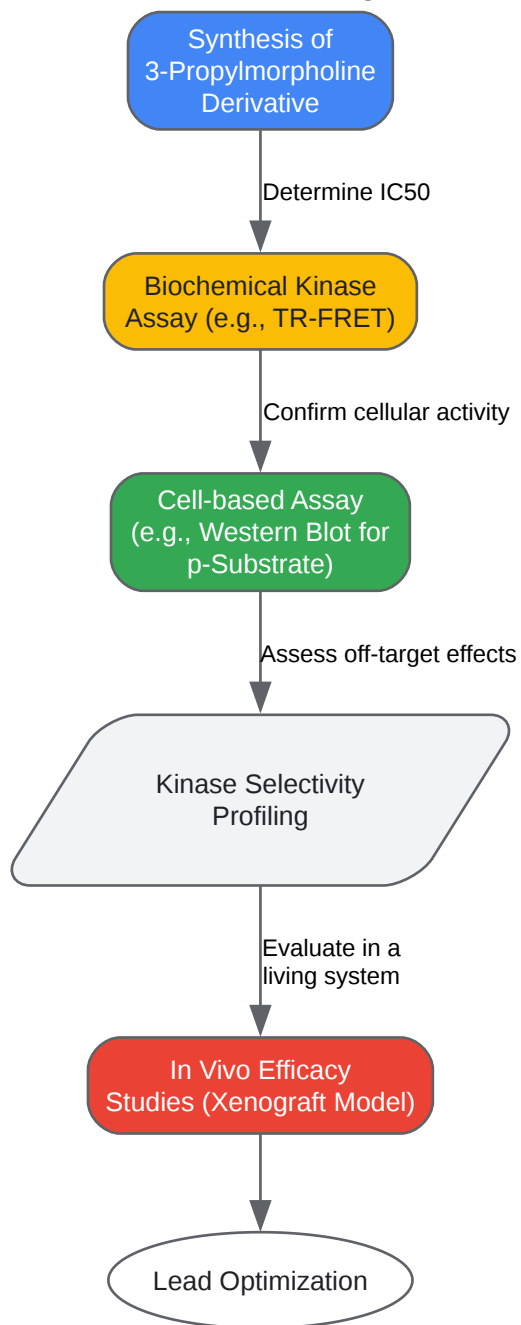 Synthesis of
3-Propylmorpholine
Derivative
Determine IC50
Biochemical Kinase
Assay (e.g., TR-FRET)
Confirm cellular activity
Cell-based Assay
(e.g., Western Blot for
p-Substrate)
Assess off-target effects
Kinase Selectivity
Profiling
Evaluate in a
living system
In Vivo Efficacy
Studies (Xenograft Model)
Lead Optimization